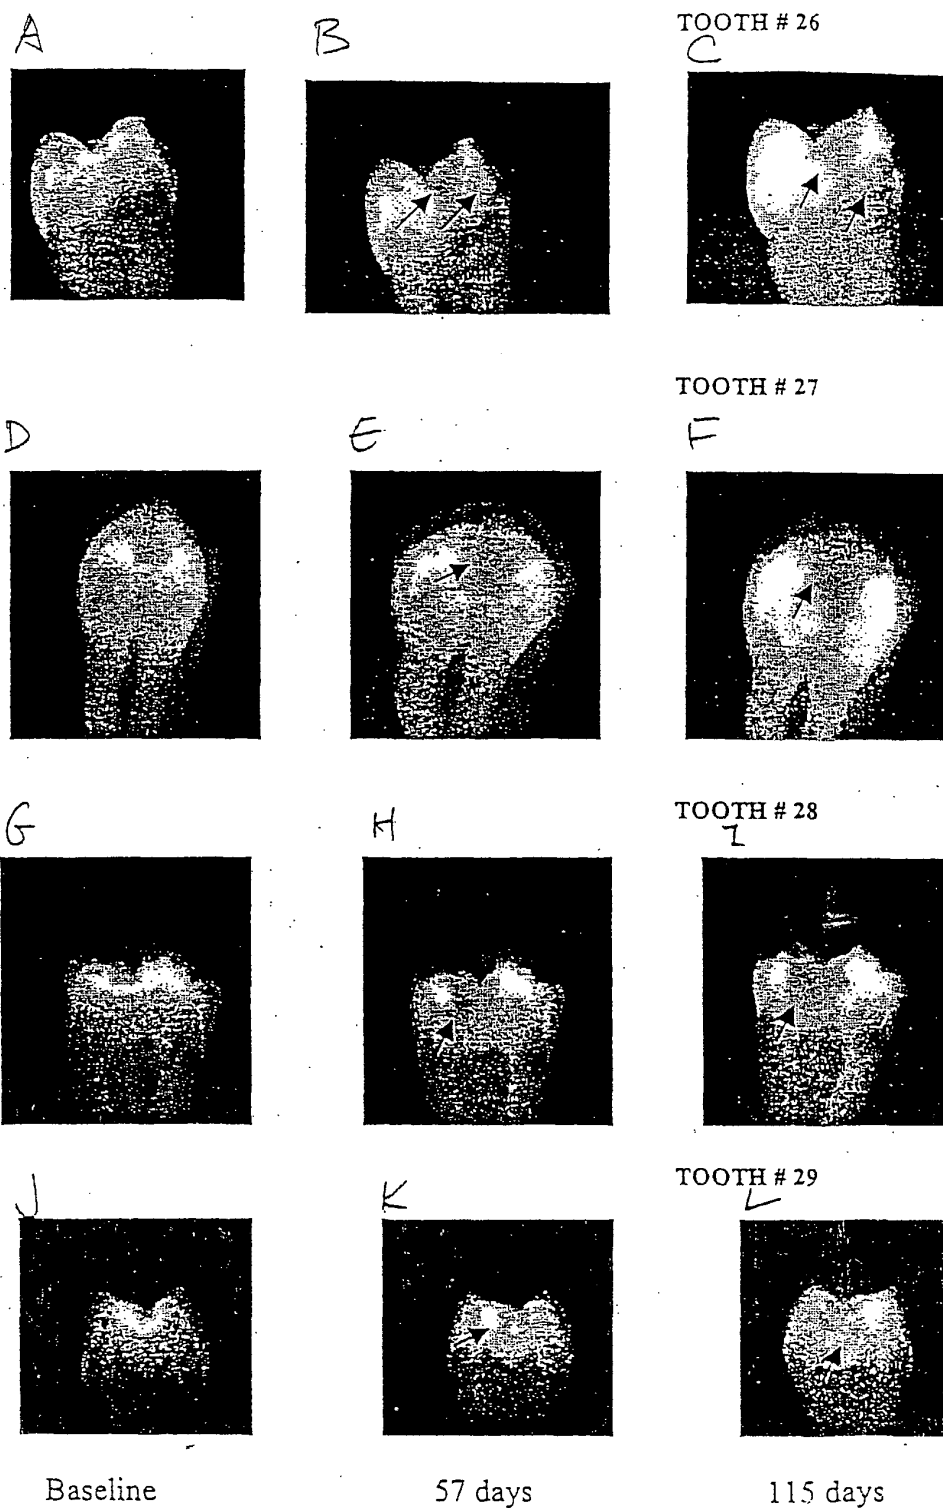 TOOTH # 26
A B C
TOOTH # 27
D E F
TOOTH # 28
G H I
TOOTH # 29
J K L
Baseline 57 days 115 days